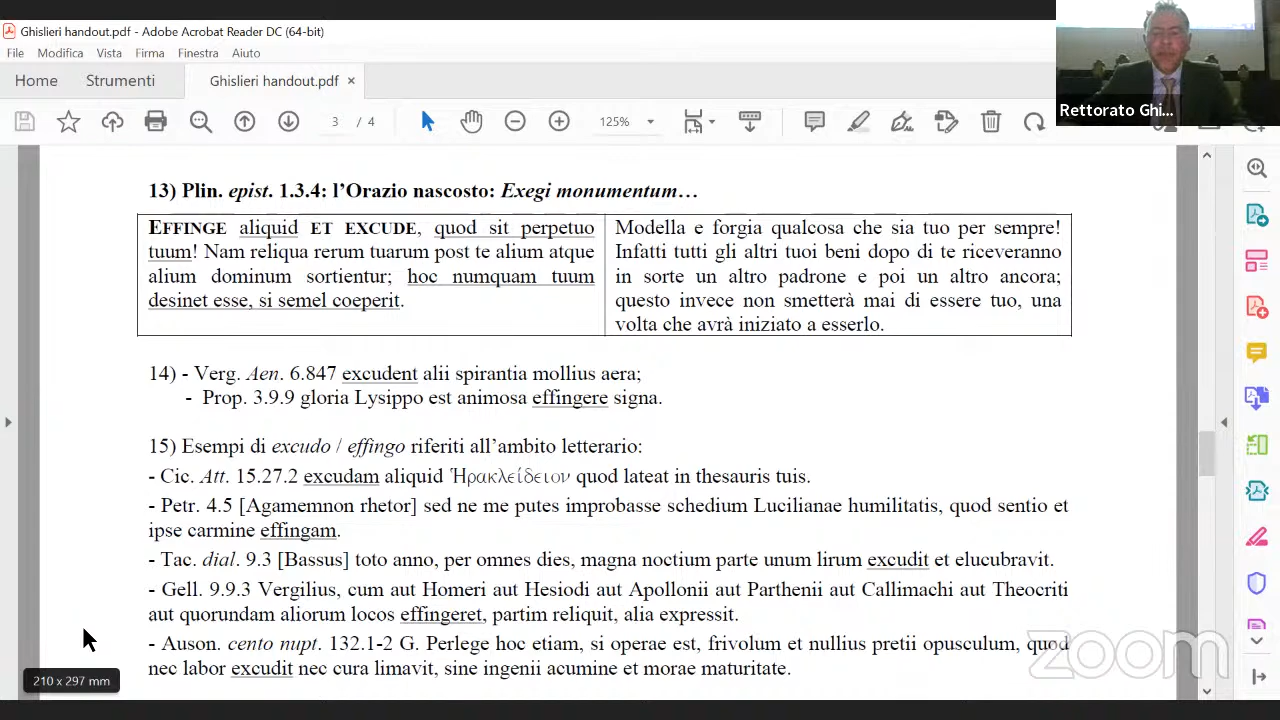 Ghislieri handout.pdf - Adobe Acrobat Reader DC (64-bit)
File Modifica Vista Firma Finestra Aiuto
Home Strumenti Ghislieri handout.pdf ×
3 / 4 125%
Rettorato Ghi...
13) Plin. epist. 1.3.4: l’Orazio nascosto: Exegi monumentum…
EFFINGE aliquid ET EXCUDE, quod sit perpetuo
tuum! Nam reliqua rerum tuarum post te alium atque
alium dominum sortientur; hoc numquam tuum
desinet esse, si semel coeperit.
Modella e forgia qualcosa che sia tuo per sempre!
Infatti tutti gli altri tuoi beni dopo di te riceveranno
in sorte un altro padrone e poi un altro ancora;
questo invece non smetterà mai di essere tuo, una
volta che avrà iniziato a esserlo.
14) - Verg. Aen. 6.847 excudent alii spirantia mollius aera;
- Prop. 3.9.9 gloria Lysippo est animosa effingere signa.
15) Esempi di excudo / effingo riferiti all’ambito letterario:
- Cic. Att. 15.27.2 excudam aliquid Ἡρακλείδειον quod lateat in thesauris tuis.
- Petr. 4.5 [Agamemnon rhetor] sed ne me putes improbasse schedium Lucilianae humilitatis, quod sentio et
ipse carmine effingam.
- Tac. dial. 9.3 [Bassus] toto anno, per omnes dies, magna noctium parte unum lirum excudit et elucubravit.
- Gell. 9.9.3 Vergilius, cum aut Homeri aut Hesiodi aut Apollonii aut Parthenii aut Callimachi aut Theocriti
aut quorundam aliorum locos effingeret, partim reliquit, alia expressit.
- Auson. cento nupt. 132.1-2 G. Perlege hoc etiam, si operae est, frivolum et nullius pretii opusculum, quod
nec labor excudit nec cura limavit, sine ingenii acumine et morae maturitate.
210 x 297 mm
zoom